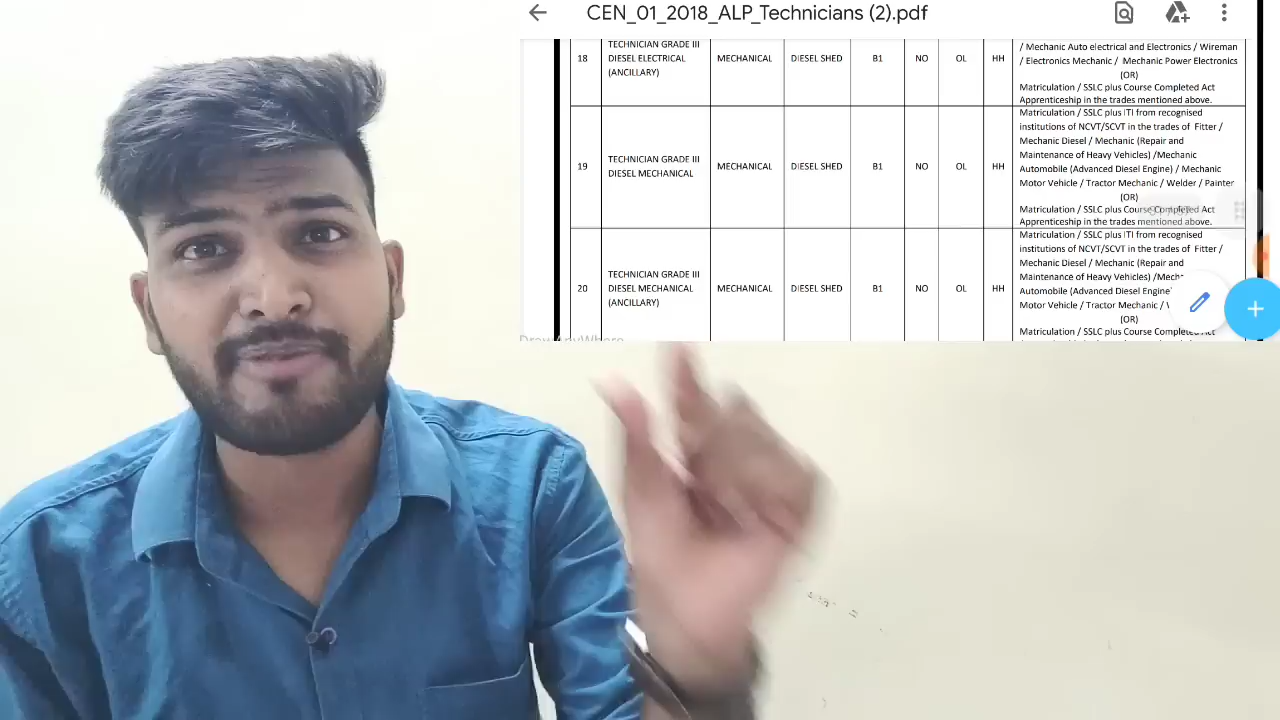 CEN_01_2018_ALP_Technicians (2).pdf
18
TECHNICIAN GRADE III
DIESEL ELECTRICAL
(ANCILLARY)
MECHANICAL
DIESEL SHED
B1
NO
OL
HH
/ Mechanic Auto electrical and Electronics / Wireman
/ Electronics Mechanic / Mechanic Power Electronics
(OR)
Matriculation / SSLC plus Course Completed Act
Apprenticeship in the trades mentioned above.
19
TECHNICIAN GRADE III
DIESEL MECHANICAL
MECHANICAL
DIESEL SHED
B1
NO
OL
HH
Matriculation / SSLC plus ITI from recognised
institutions of NCVT/SCVT in the trades of Fitter /
Mechanic Diesel / Mechanic (Repair and
Maintenance of Heavy Vehicles) /Mechanic
Automobile (Advanced Diesel Engine) / Mechanic
Motor Vehicle / Tractor Mechanic / Welder / Painter
(OR)
Matriculation / SSLC plus Course Completed Act
Apprenticeship in the trades mentioned above.
20
TECHNICIAN GRADE III
DIESEL MECHANICAL
(ANCILLARY)
MECHANICAL
DIESEL SHED
B1
NO
OL
HH
Matriculation / SSLC plus ITI from recognised
institutions of NCVT/SCVT in the trades of Fitter /
Mechanic Diesel / Mechanic (Repair and
Maintenance of Heavy Vehicles) /Mec
Automobile (Advanced Diesel Engine
Motor Vehicle / Tractor Mechanic /
(OR)
Matriculation / SSLC plus Course Completed Act
Draw AnyWhere